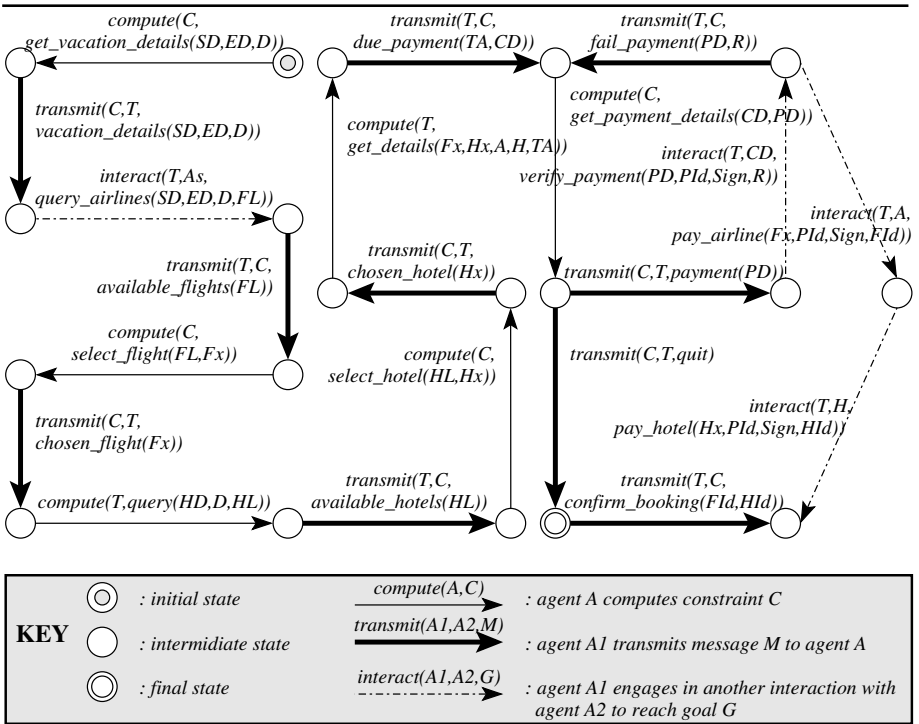 compute(C,
get_vacation_details(SD,ED,D))
transmit(C,T,
vacation_details(SD,ED,D))
interact(T,As,
query_airlines(SD,ED,D,FL))
transmit(T,C,
available_flights(FL))
compute(C,
select_flight(FL,Fx))
transmit(C,T,
chosen_flight(Fx))
compute(T,query(HD,D,HL))
transmit(T,C,
available_hotels(HL))
compute(C,
select_hotel(HL,Hx))
transmit(C,T,
chosen_hotel(Hx))
compute(T,
get_details(Fx,Hx,A,H,TA))
transmit(T,C,
due_payment(TA,CD))
transmit(T,C,
fail_payment(PD,R))
compute(C,
get_payment_details(CD,PD))
interact(T,CD,
verify_payment(PD,PId,Sign,R))
interact(T,A,
pay_airline(Fx,PId,Sign,FId))
transmit(C,T,payment(PD))
transmit(C,T,quit)
interact(T,H,
pay_hotel(Hx,PId,Sign,HId))
transmit(T,C,
confirm_booking(FId,HId))
KEY
: initial state
: intermidiate state
: final state
compute(A,C)
: agent A computes constraint C
transmit(A1,A2,M)
: agent A1 transmits message M to agent A
interact(A1,A2,G)
: agent A1 engages in another interaction with
agent A2 to reach goal G